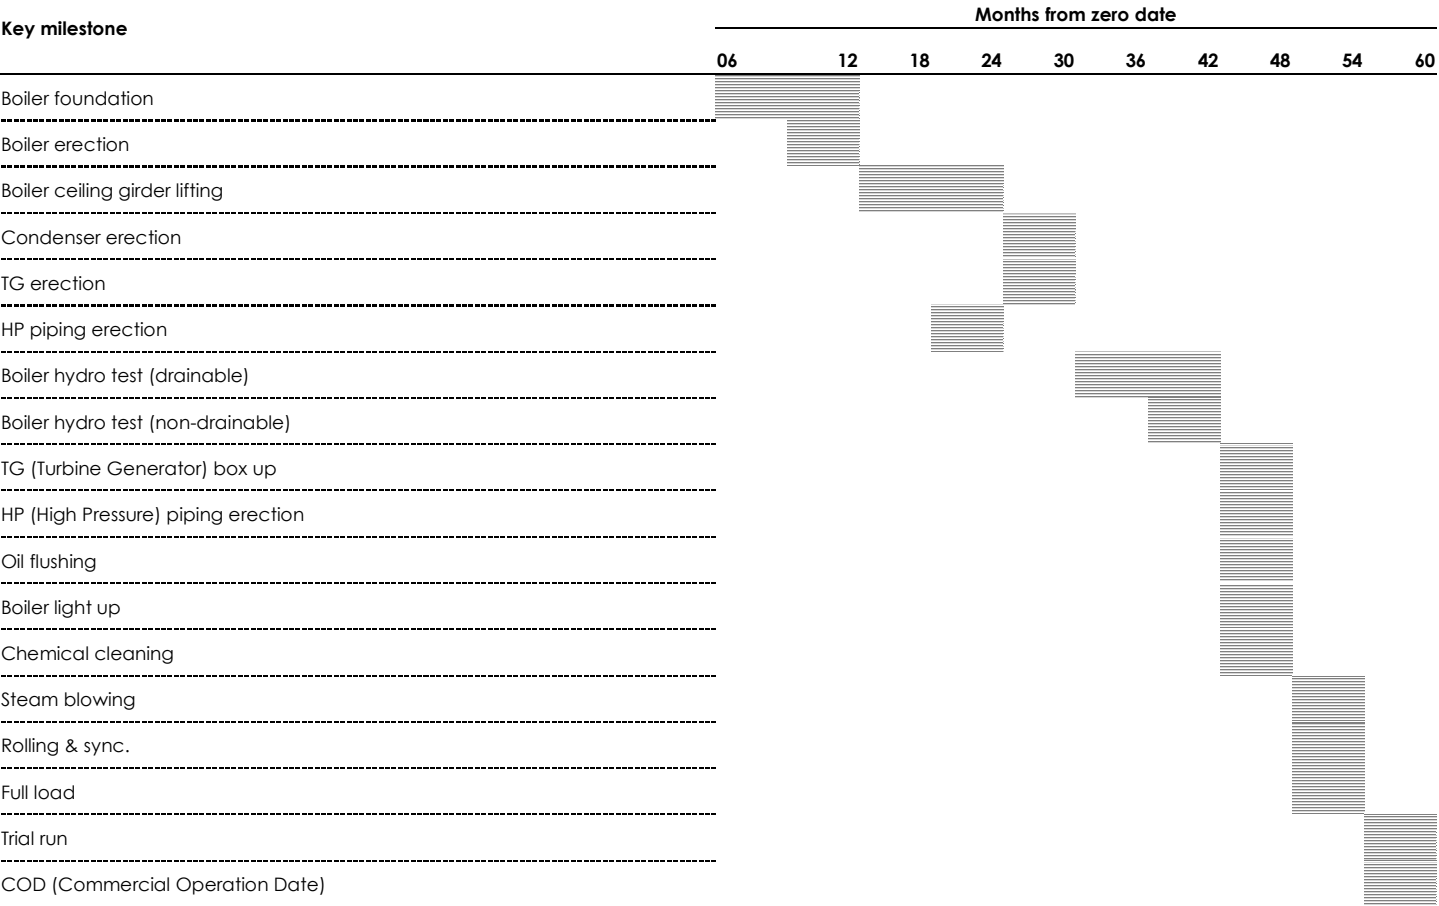 Months from zero date
Key milestone
06 12 18 24 30 36 42 48 54 60
Boiler foundation
Boiler erection
Boiler ceiling girder lifting
Condenser erection
TG erection
HP piping erection
Boiler hydro test (drainable)
Boiler hydro test (non-drainable)
TG (Turbine Generator) box up
HP (High Pressure) piping erection
Oil flushing
Boiler light up
Chemical cleaning
Steam blowing
Rolling & sync.
Full load
Trial run
COD (Commercial Operation Date)